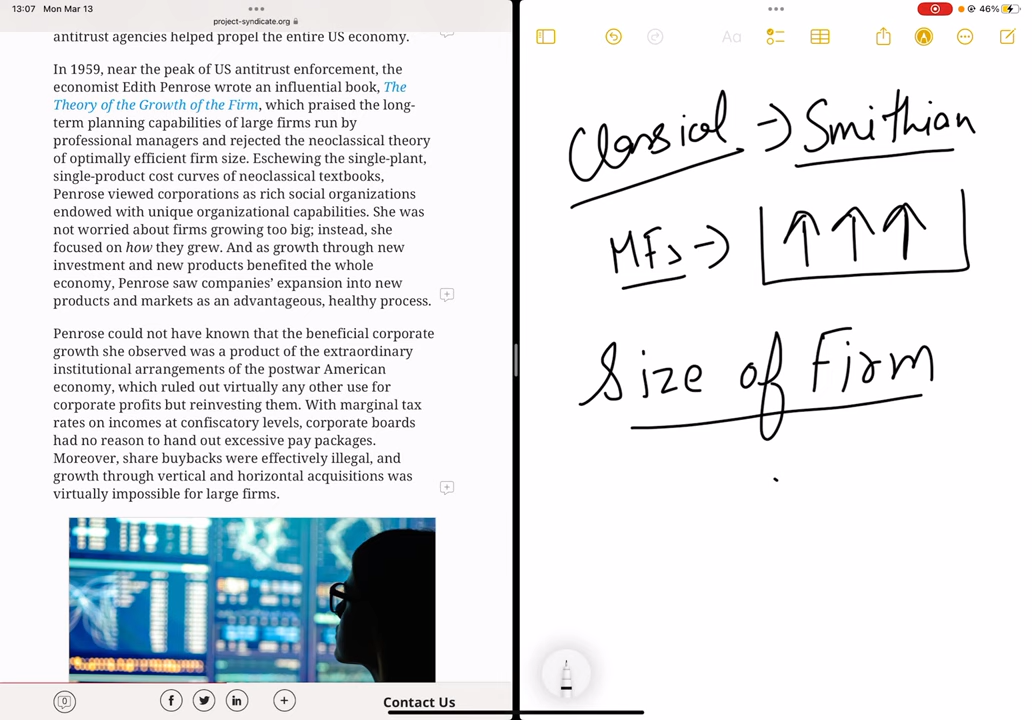 13:07 Mon Mar 13
project-syndicate.org
46%
antitrust agencies helped propel the entire US economy.
In 1959, near the peak of US antitrust enforcement, the
economist Edith Penrose wrote an influential book, The
Theory of the Growth of the Firm, which praised the long-
term planning capabilities of large firms run by
professional managers and rejected the neoclassical theory
of optimally efficient firm size. Eschewing the single-plant,
single-product cost curves of neoclassical textbooks,
Penrose viewed corporations as rich social organizations
endowed with unique organizational capabilities. She was
not worried about firms growing too big; instead, she
focused on how they grew. And as growth through new
investment and new products benefited the whole
economy, Penrose saw companies' expansion into new
products and markets as an advantageous, healthy process.
Penrose could not have known that the beneficial corporate
growth she observed was a product of the extraordinary
institutional arrangements of the postwar American
economy, which ruled out virtually any other use for
corporate profits but reinvesting them. With marginal tax
rates on incomes at confiscatory levels, corporate boards
had no reason to hand out excessive pay packages.
Moreover, share buybacks were effectively illegal, and
growth through vertical and horizontal acquisitions was
virtually impossible for large firms.
0
Contact Us
Aa
Classical → Smithian
MFs → ↑ ↑ ↑
Size of Firm